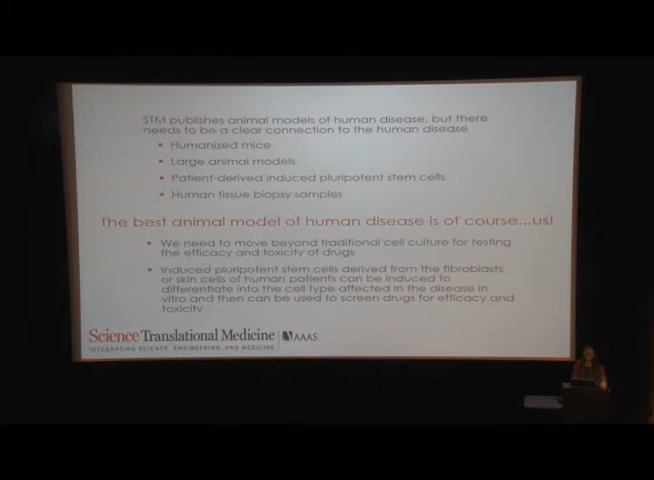 STM publishes animal models of human disease, but there
needs to be a clear connection to the human disease
▪ Humanized mice
▪ Large animal models
▪ Patient-derived induced pluripotent stem cells
▪ Human tissue biopsy samples
The best animal model of human disease is of course...us!
▪ We need to move beyond traditional cell culture for testing
the efficacy and toxicity of drugs
▪ Induced pluripotent stem cells derived from the fibroblasts
or skin cells of human patients can be induced to
differentiate into the cell type affected in the disease in
vitro and then can be used to screen drugs for efficacy and
toxicity
Science Translational Medicine | AAAS
INTEGRATING SCIENCE, ENGINEERING, AND MEDICINE